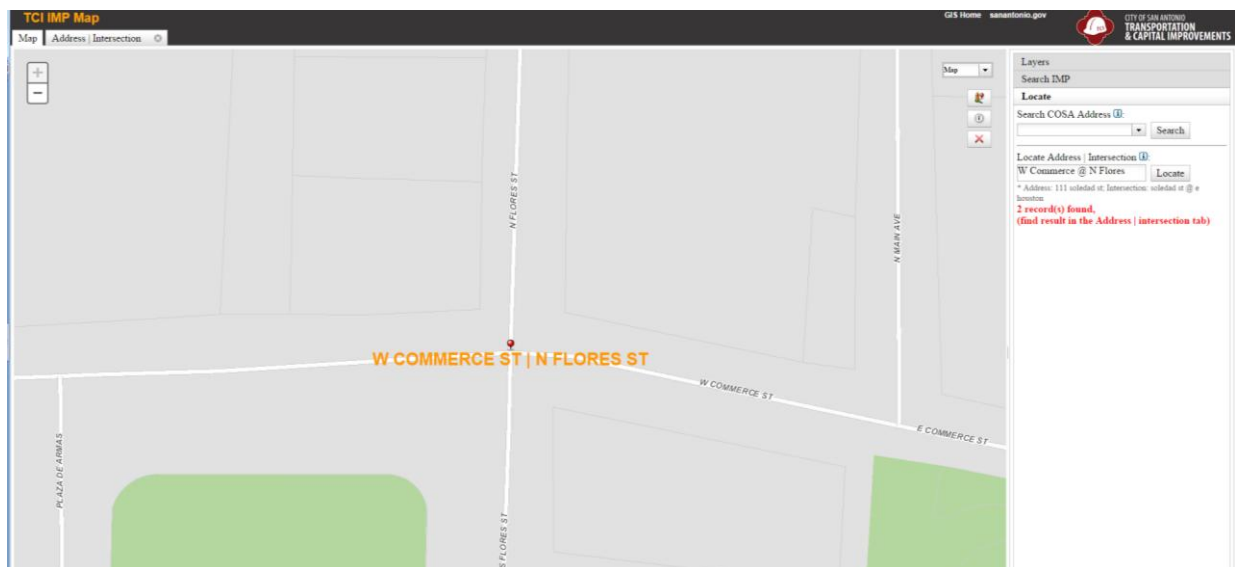 TCI IMP Map
GIS Home sanantonio.gov
CITY OF SAN ANTONIO
TRANSPORTATION
& CAPITAL IMPROVEMENTS
Map
Address | Intersection
Map
Layers
Search IMP
Locate
Search COSA Address
Search
Locate Address | Intersection
W Commerce @ N Flores
Locate
* Address: 111 soledad st; Intersection: soledad st @ e
houston
2 record(s) found,
(find result in the Address | intersection tab)
N FLORES ST
N MAIN AVE
W COMMERCE ST | N FLORES ST
W COMMERCE ST
E COMMERCE ST
PLAZA DE ARMAS
S FLORES ST